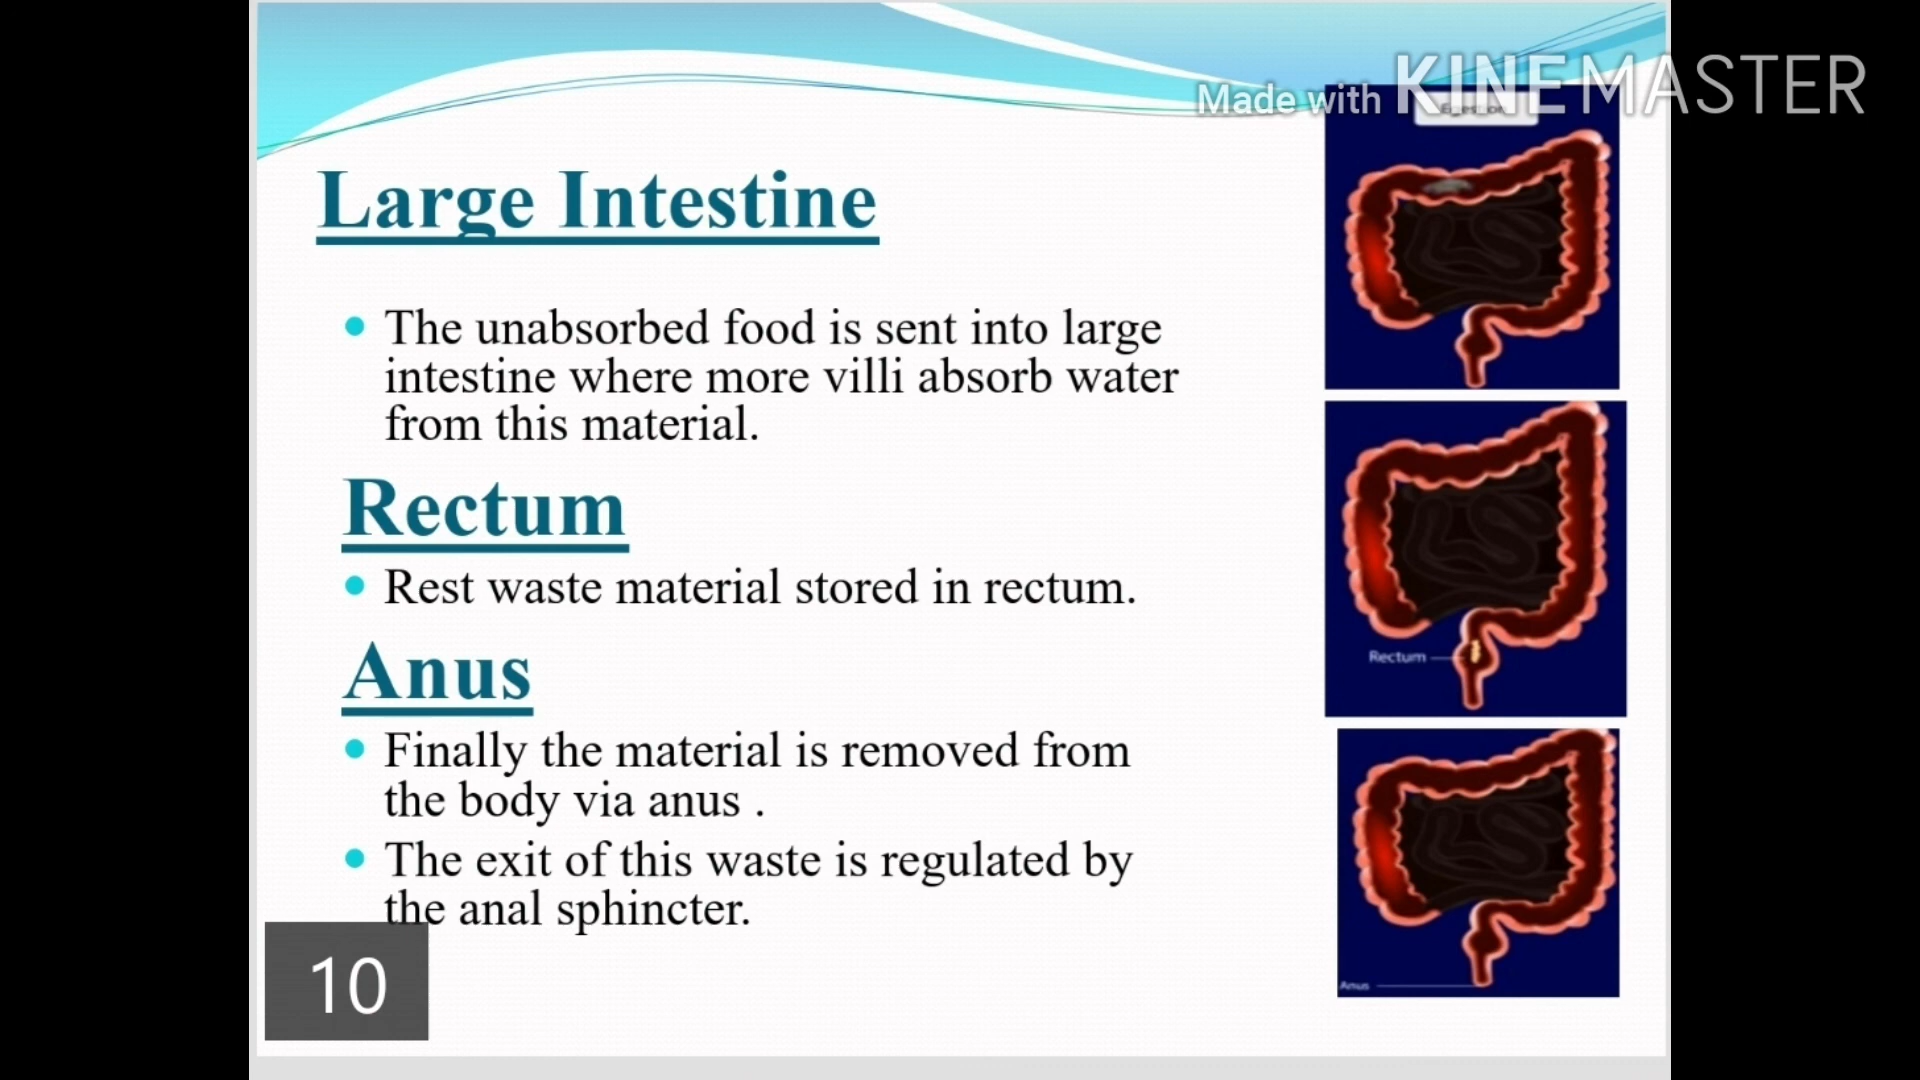 Made with KINEMASTER
Egestion
Large Intestine
The unabsorbed food is sent into large
intestine where more villi absorb water
from this material.
Rectum
Rest waste material stored in rectum.
Anus
Finally the material is removed from
the body via anus .
The exit of this waste is regulated by
the anal sphincter.
10
Rectum
Anus